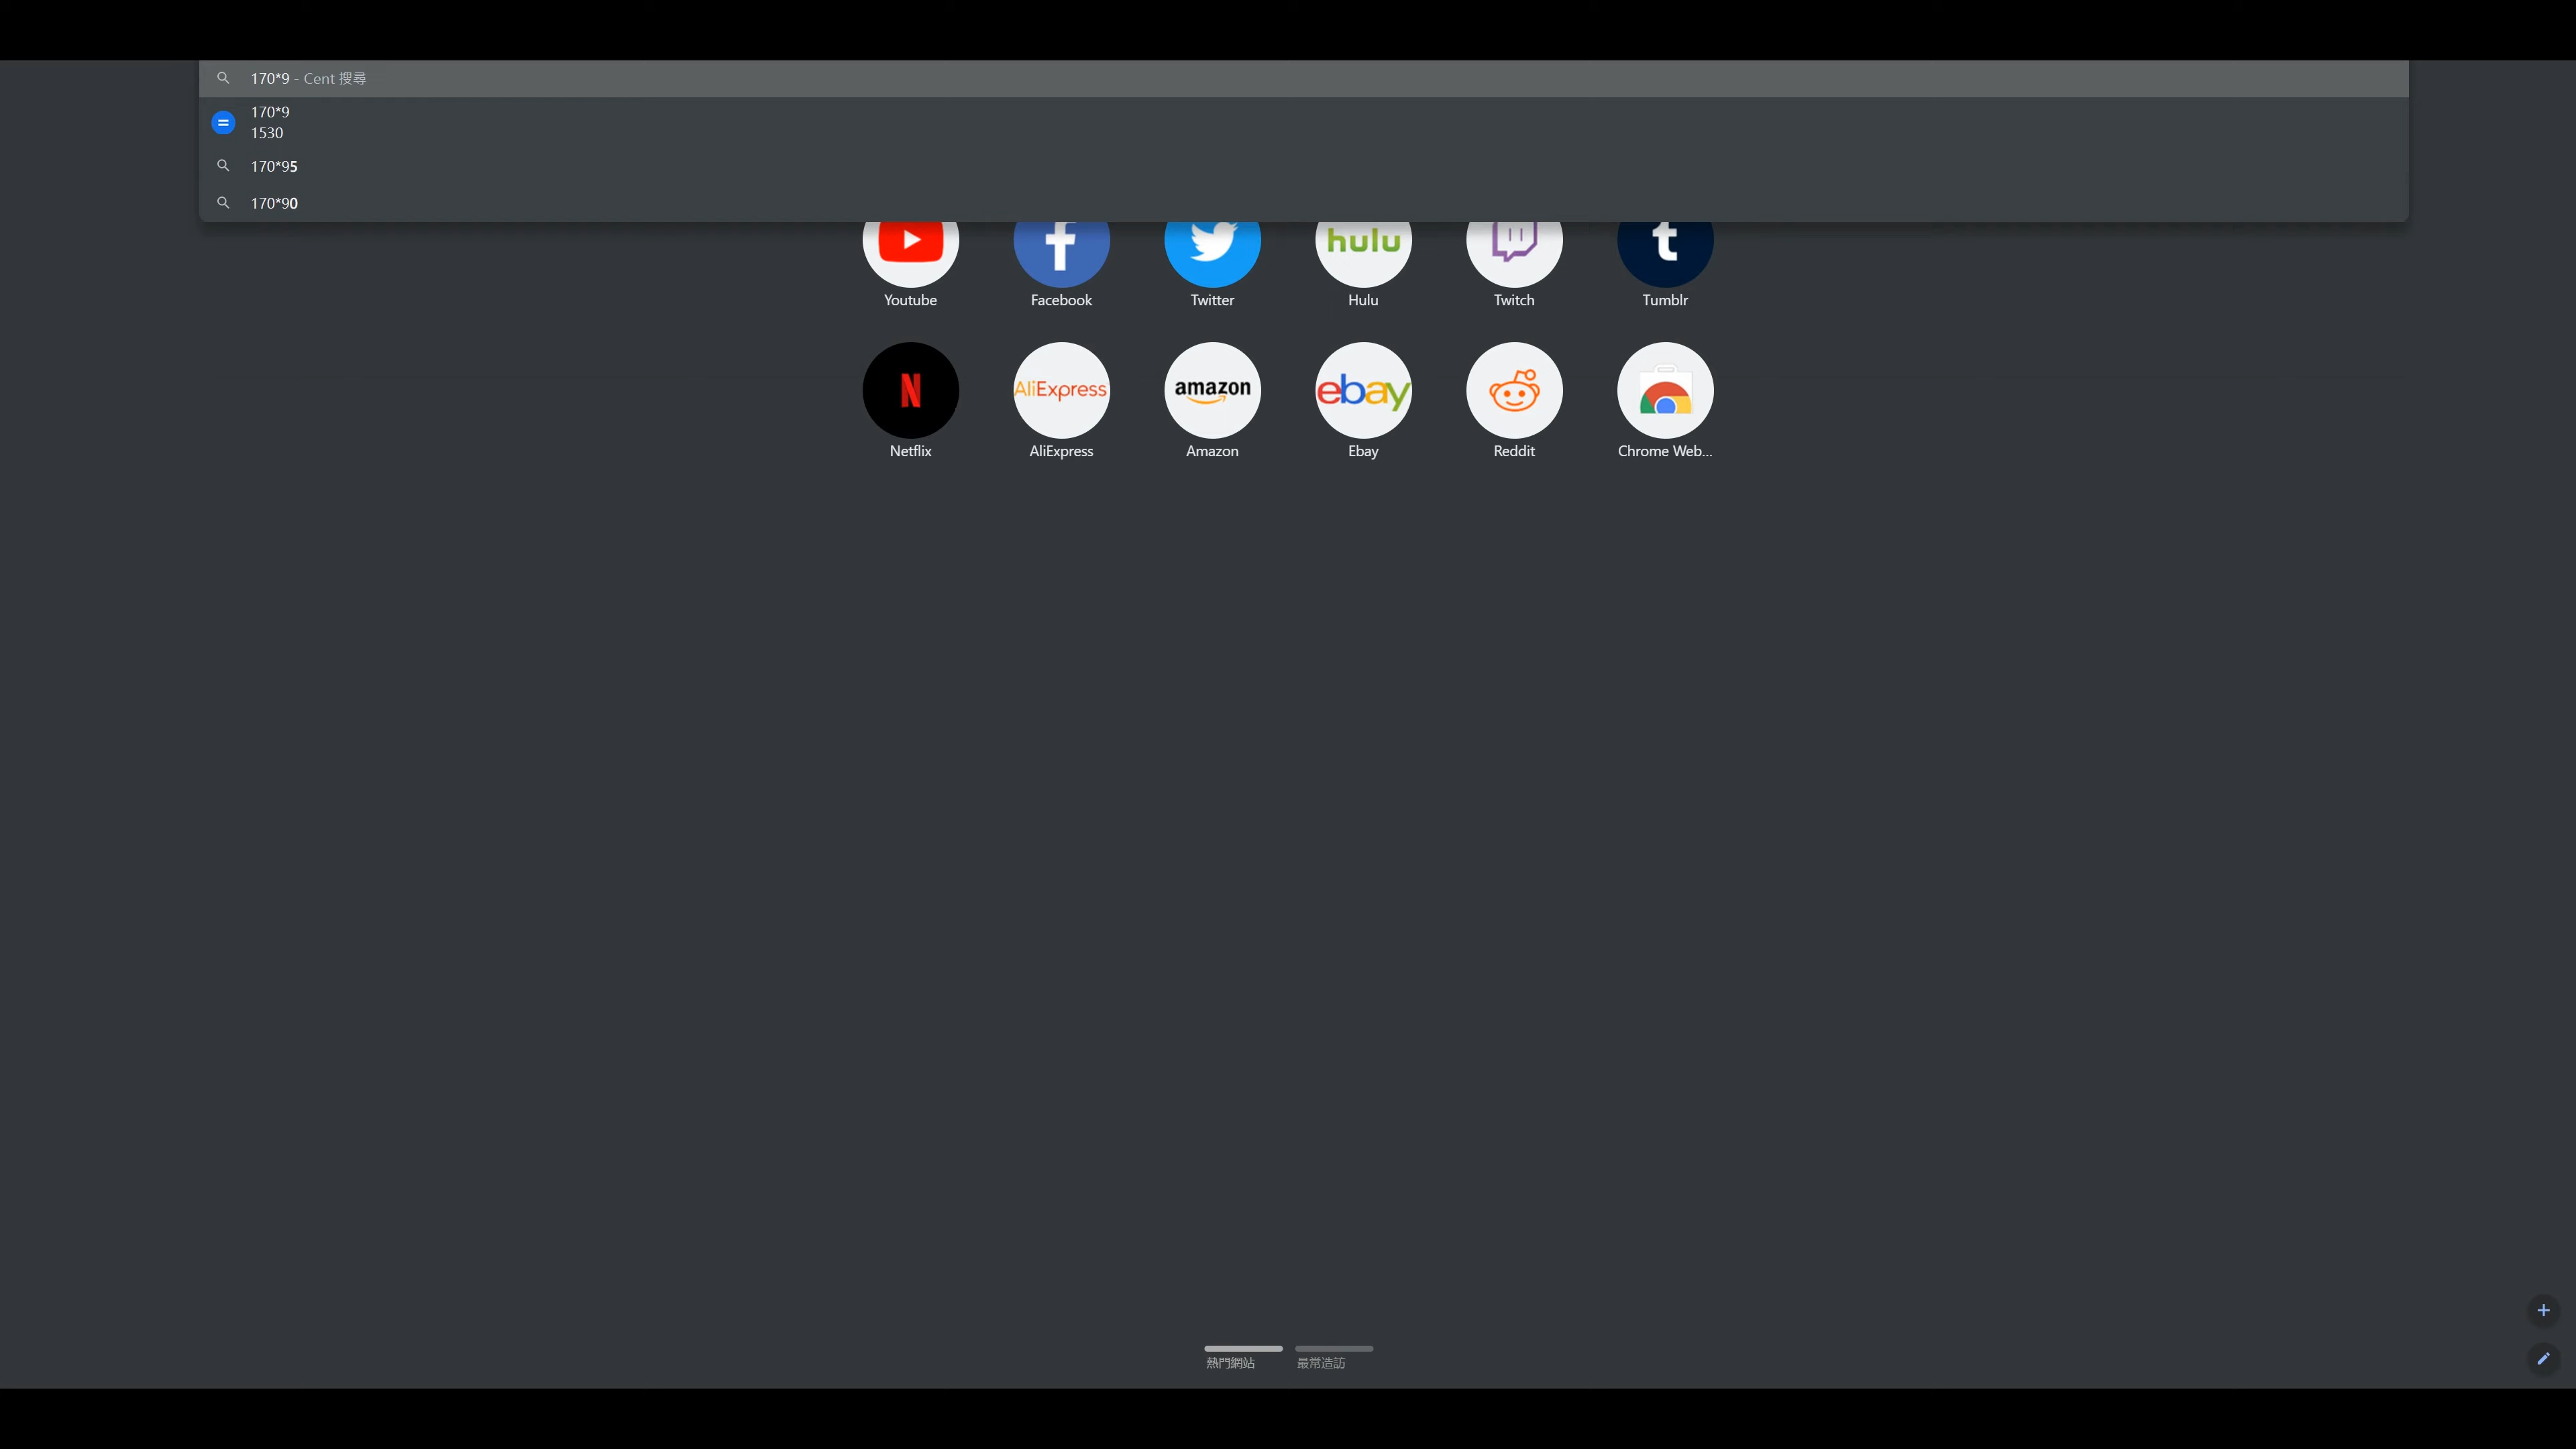 170*9 - Cent 搜尋
170*9
1530
170*95
170*90
hulu
Youtube
Facebook
Twitter
Hulu
Twitch
Tumblr
AliExpress
amazon
ebay
Netflix
AliExpress
Amazon
Ebay
Reddit
Chrome Web...
熱門網站
最常造訪